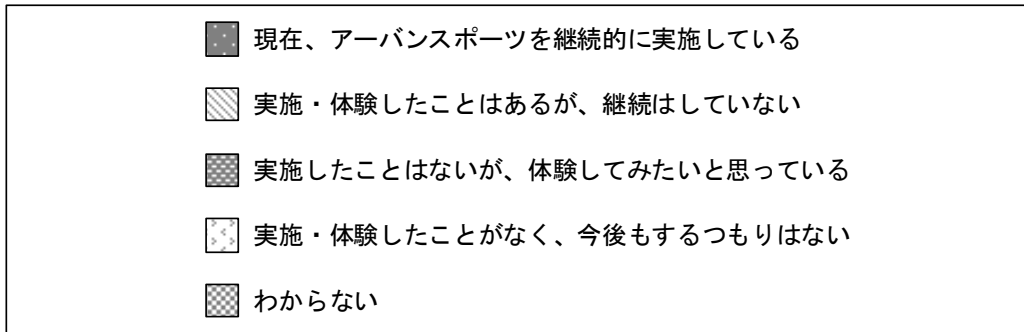 現在、アーバンスポーツを継続的に実施している
実施・体験したことはあるが、継続はしていない
実施したことはないが、体験してみたいと思っている
実施・体験したことがなく、今後もするつもりはない
わからない